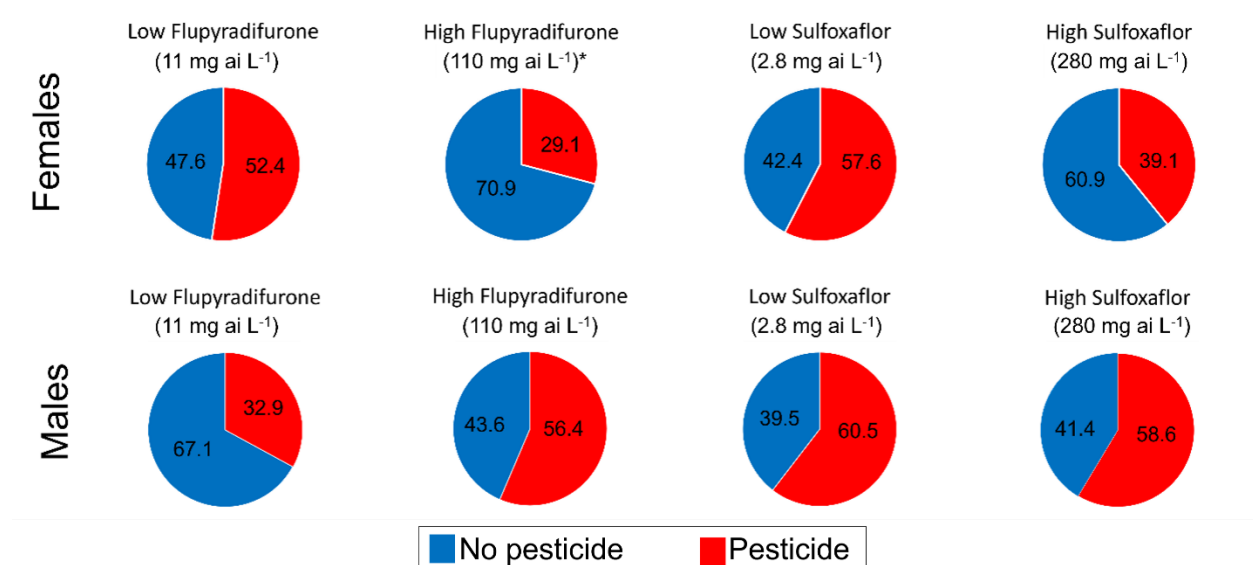 Females
Low Flupyradifurone
(11 mg ai L-1)
47.6
52.4
High Flupyradifurone
(110 mg ai L-1)*
29.1
70.9
Low Sulfoxaflor
(2.8 mg ai L-1)
42.4
57.6
High Sulfoxaflor
(280 mg ai L-1)
39.1
60.9
Males
Low Flupyradifurone
(11 mg ai L-1)
32.9
67.1
High Flupyradifurone
(110 mg ai L-1)
43.6
56.4
Low Sulfoxaflor
(2.8 mg ai L-1)
39.5
60.5
High Sulfoxaflor
(280 mg ai L-1)
41.4
58.6
No pesticide
Pesticide